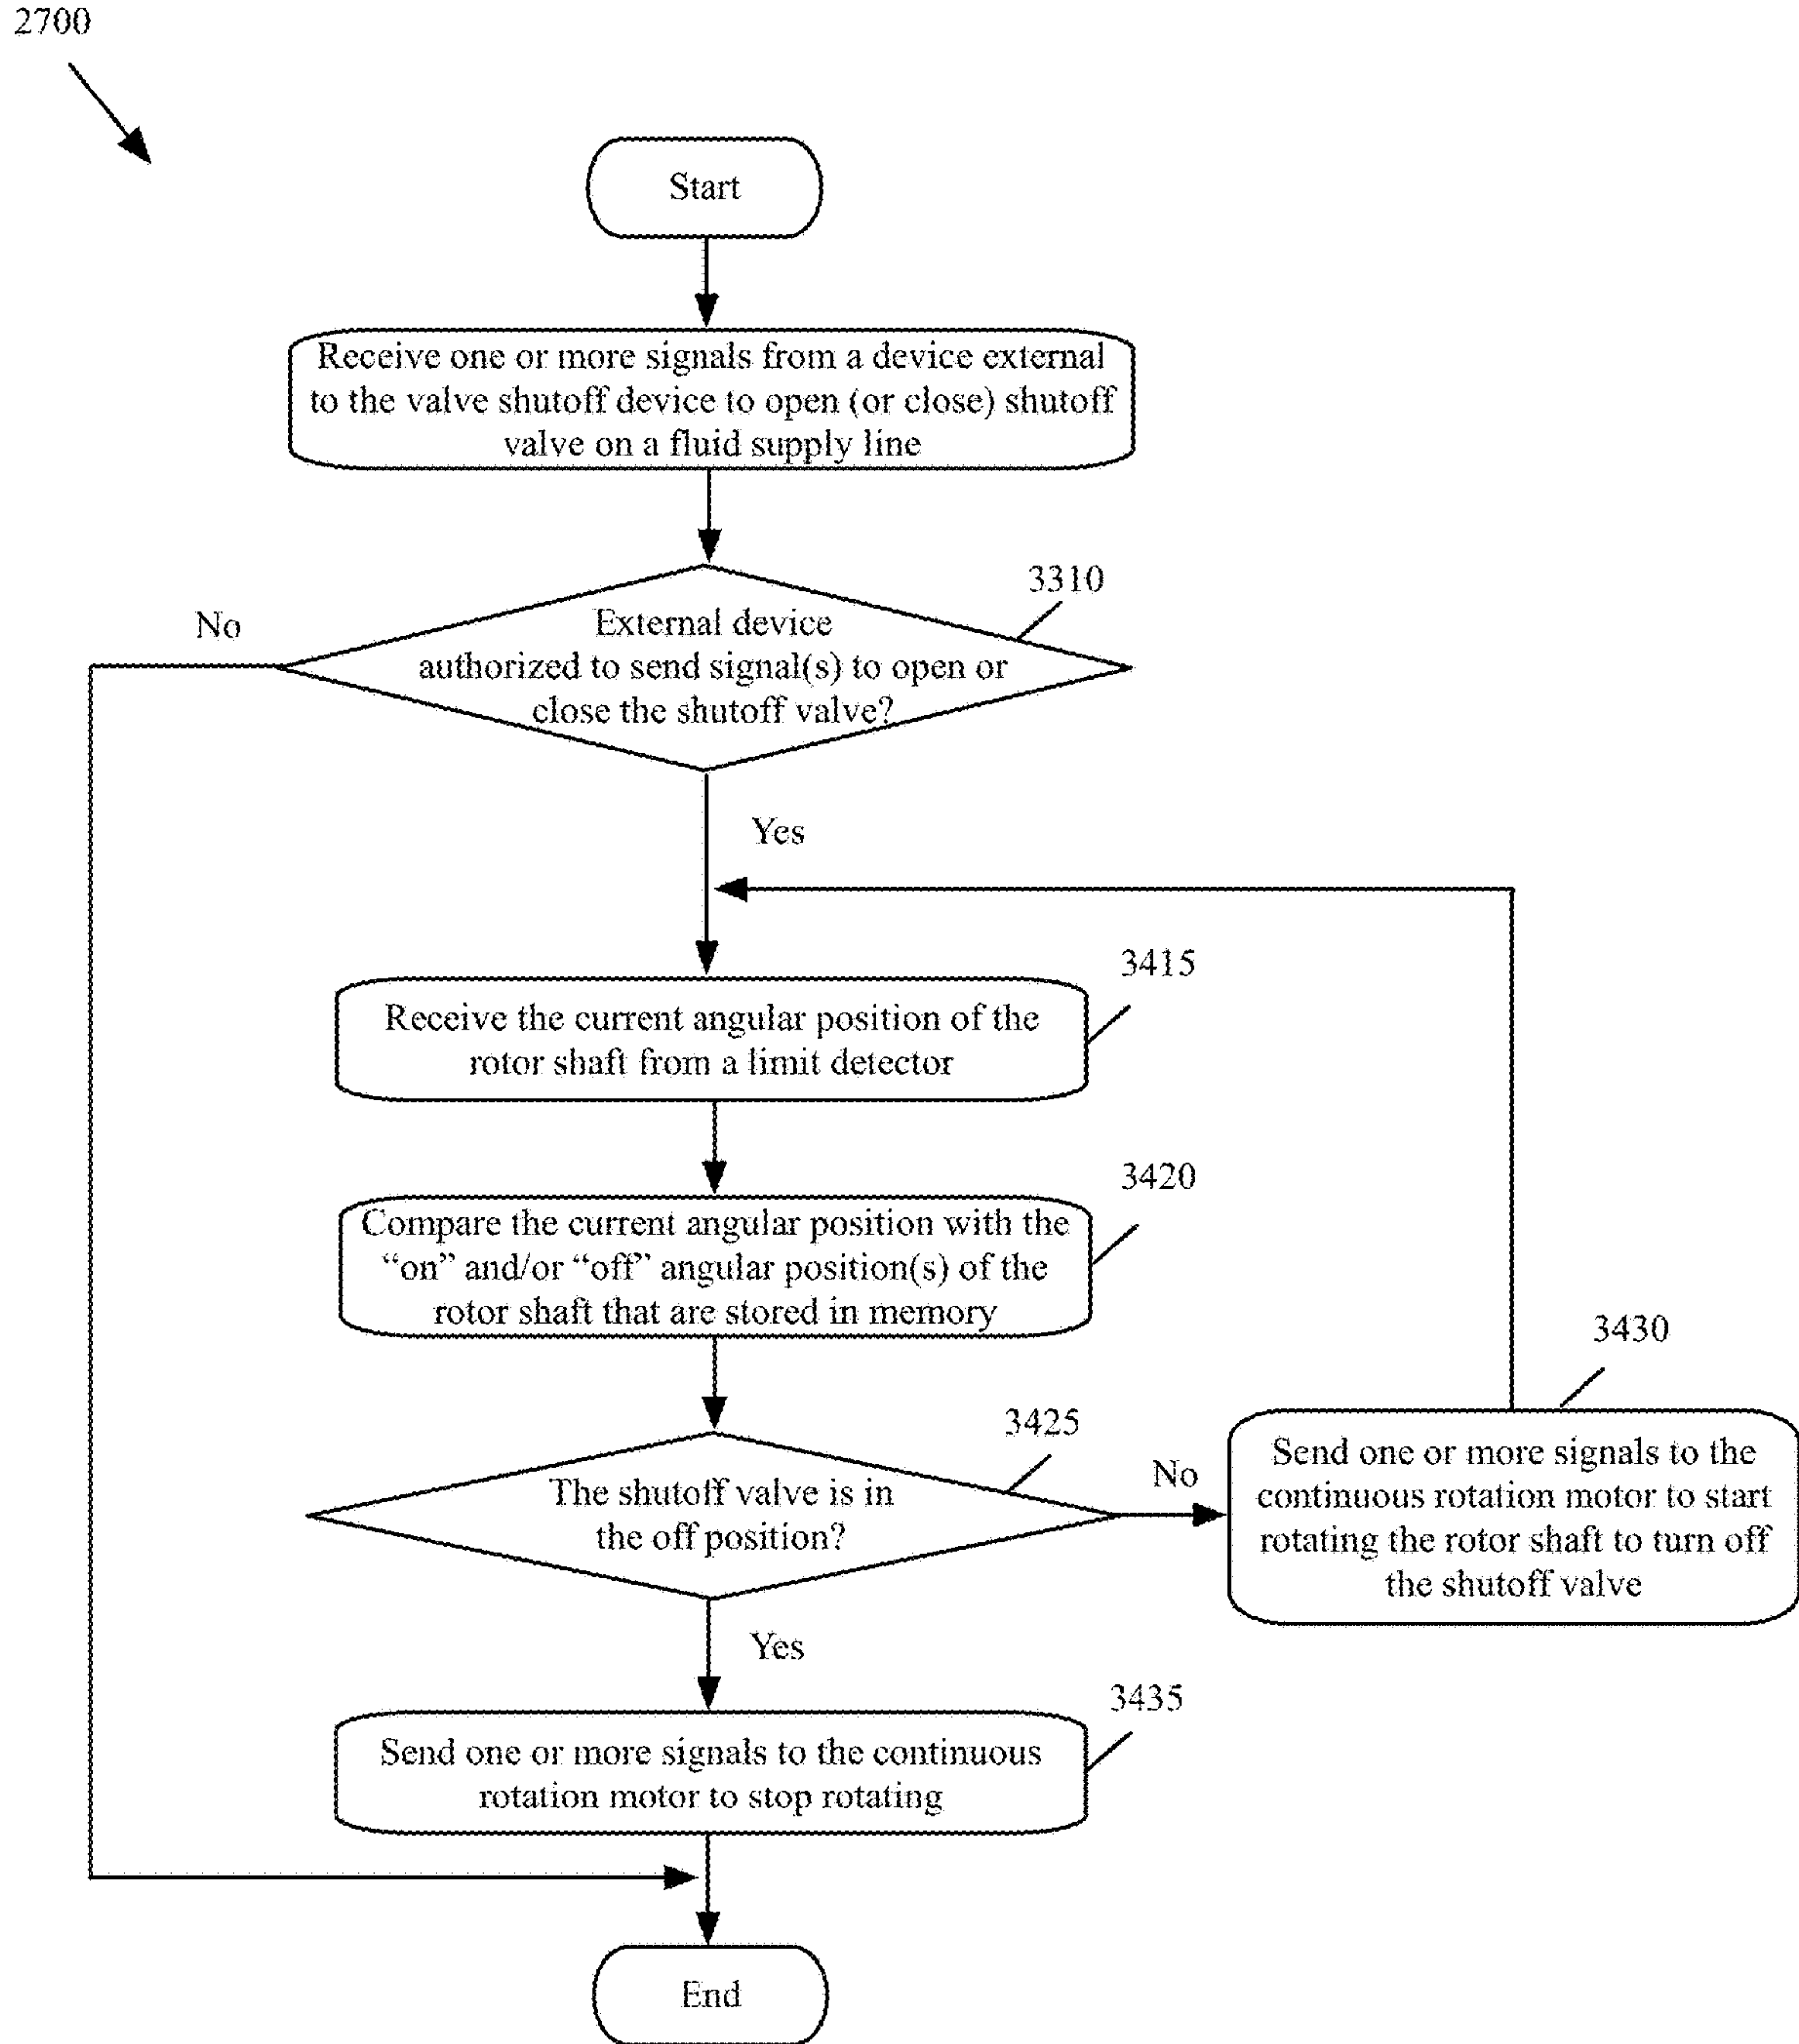 2700
Start
Receive one or more signals from a device external
to the valve shutoff device to open (or close) shutoff
valve on a fluid supply line
3310
No
External device
authorized to send signal(s) to open or
close the shutoff valve?
Yes
3415
Receive the current angular position of the
rotor shaft from a limit detector
3420
Compare the current angular position with the
“on” and/or “off” angular position(s) of the
rotor shaft that are stored in memory
3430
3425
The shutoff valve is in
the off position?
No
Send one or more signals to the
continuous rotation motor to start
rotating the rotor shaft to turn off
the shutoff valve
Yes
3435
Send one or more signals to the continuous
rotation motor to stop rotating
End